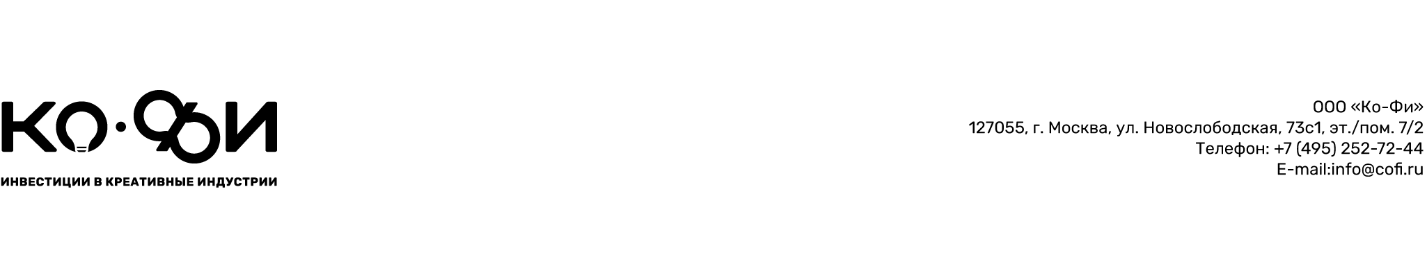 КО·ФИ
ИНВЕСТИЦИИ В КРЕАТИВНЫЕ ИНДУСТРИИ
ООО «Ко-Фи»
127055, г. Москва, ул. Новослободская, 73с1, эт./пом. 7/2
Телефон: +7 (495) 252-72-44
E-mail:info@cofi.ru